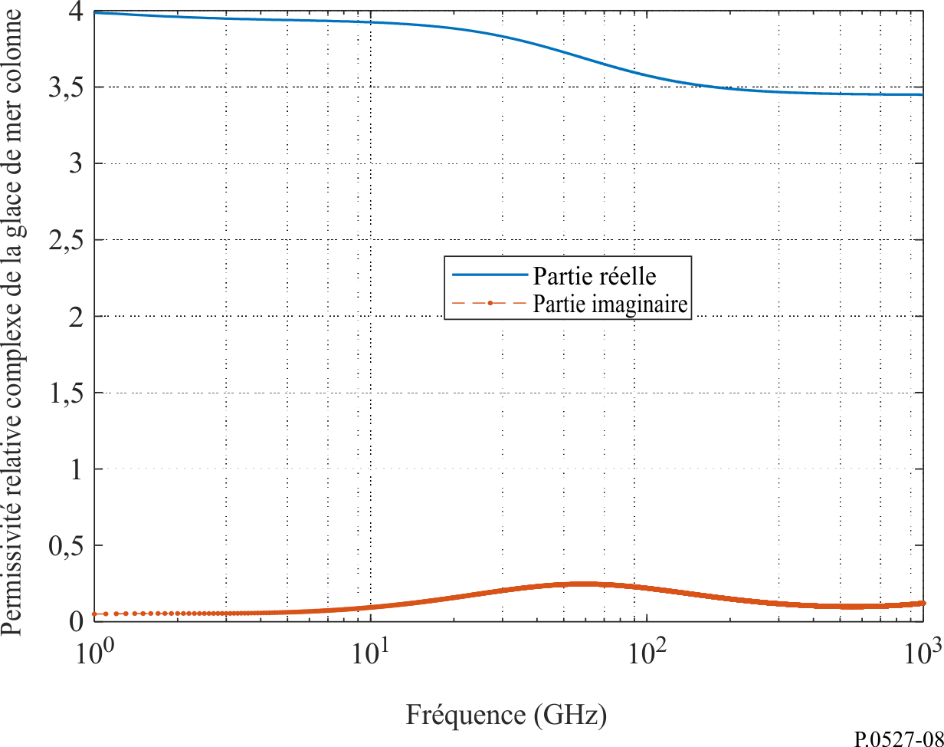 Permissivité relative complexe de la glace de mer colonne
4
3,5
3
2,5
2
1,5
1
0,5
0
Partie réelle
Partie imaginaire
10⁰
10¹
10²
10³
Fréquence (GHz)
P.0527-08